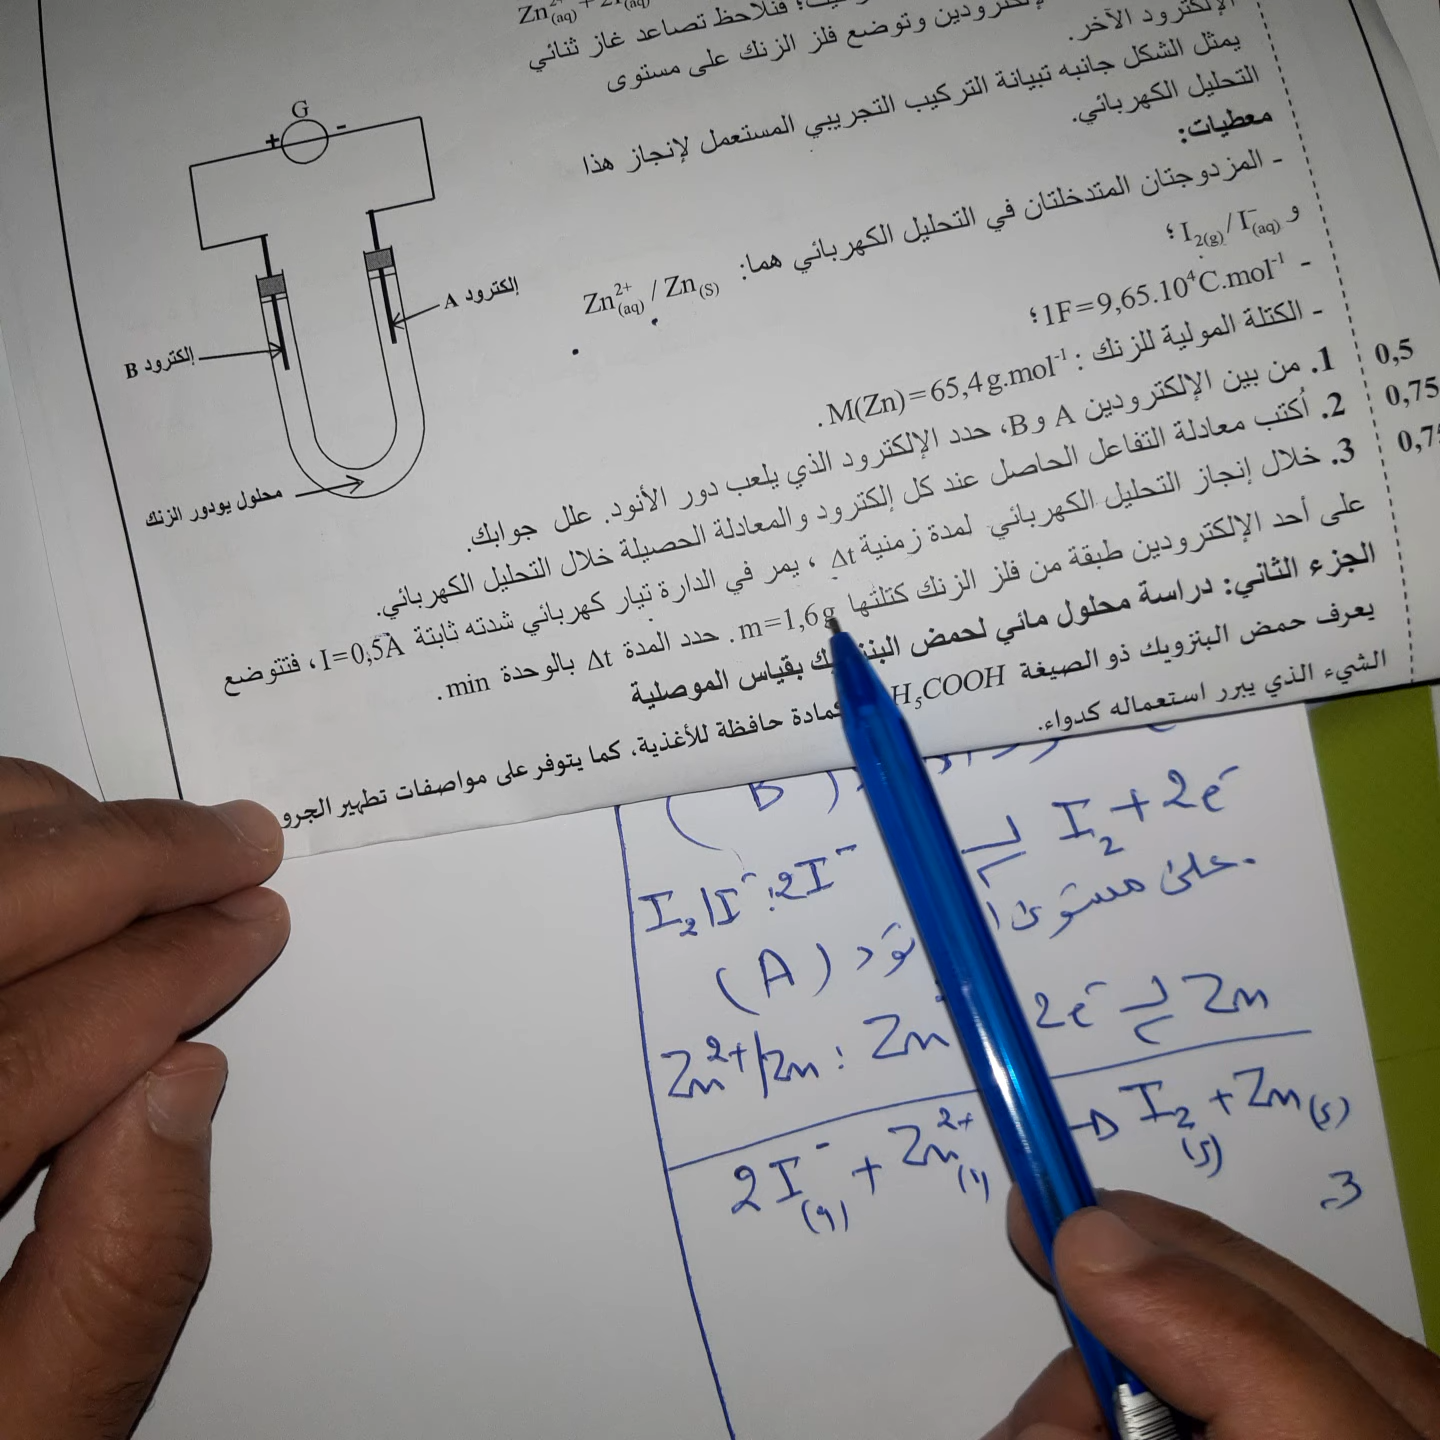 الإلكترودين وتوضع فلز الزنك على مستوى
فنلاحظ تصاعد غاز ثنائي
الإلكترود الآخر.
يمثل الشكل جانبه تبيانة التركيب التجريبي المستعمل لإنجاز هذا
التحليل الكهربائي.
معطيات:
- المزدوجتان المتدخلتان في التحليل الكهربائي هما: Zn²⁺(aq) / Zn(S)
و I2(g) / I⁻(aq) ؛
- 1F=9,65.10⁴C.mol⁻¹ ؛
- الكتلة المولية للزنك : M(Zn)=65,4g.mol⁻¹ .
0,5 1. من بين الإلكترودين A و B، حدد الإلكترود الذي يلعب دور الأنود. علل جوابك.
0,75 2. أكتب معادلة التفاعل الحاصل عند كل إلكترود والمعادلة الحصيلة خلال التحليل الكهربائي.
3. خلال إنجاز التحليل الكهربائي لمدة زمنية Δt ، يمر في الدارة تيار كهربائي شدته ثابتة I=0,5A، فتتوضع
على أحد الإلكترودين طبقة من فلز الزنك كتلتها m=1,6g . حدد المدة Δt بالوحدة min .
الجزء الثاني: دراسة محلول مائي لحمض بقياس الموصلية
يعرف حمض البنزويك ذو الصيغة H5COOH كمادة حافظة للأغذية، كما يتوفر على مواصفات تطهير
الشيء الذي يبرر استعماله كدواء.
G
+ -
إلكترود A
إلكترود B
محلول يودور الزنك
(B)
I2/I⁻: 2I⁻ ⇌ I2 + 2e⁻
على مستوى
(A)
Zn²⁺/Zn : Zn 2e⁻ ⇌ Zn
2I⁻ + Zn²⁺ → I2(s) + Zn(s)
3.